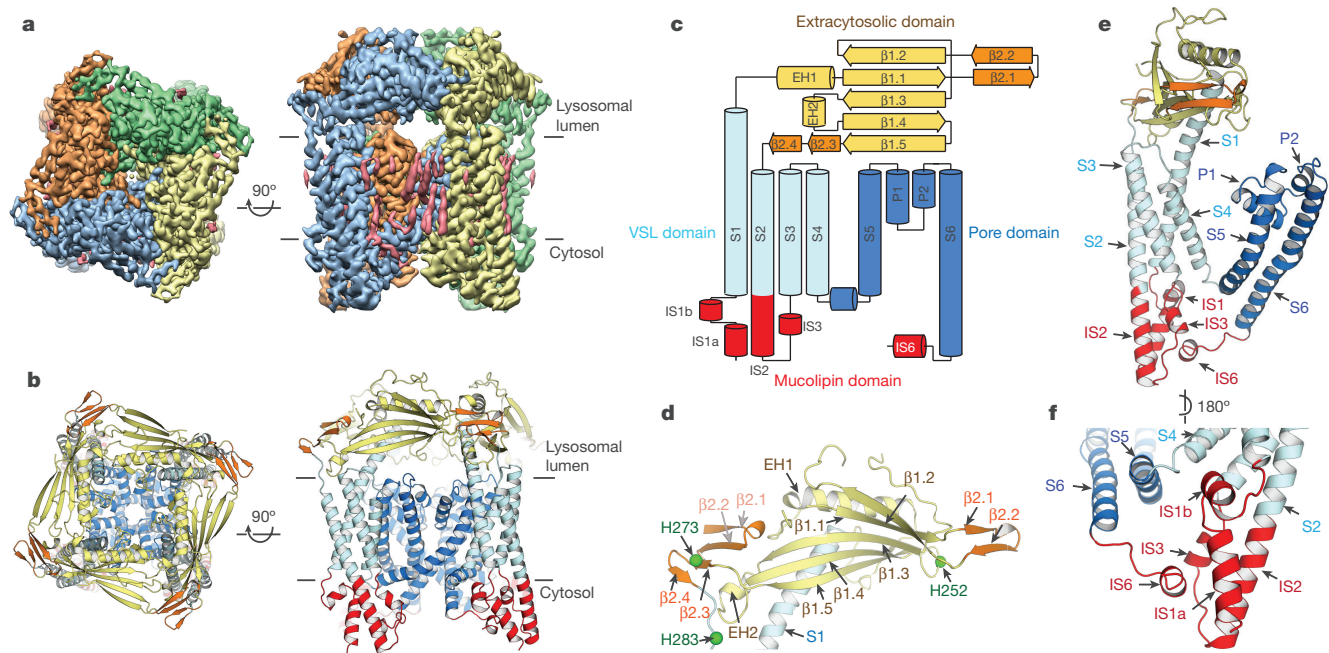 a
90º
Lysosomal
lumen
Cytosol
b
90º
Lysosomal
lumen
Cytosol
c
Extracytosolic domain
β1.2
β2.2
EH1
β1.1
β2.1
β1.3
EH2
β1.4
β2.4
β2.3
β1.5
VSL domain
S1
S2
S3
S4
S5
P1
P2
S6
Pore domain
IS1b
IS3
IS1a
IS2
IS6
Mucolipin domain
d
EH1
β1.2
β2.1
β2.2
β2.1
β2.2
H273
β1.1
β1.3
H252
β2.4
β2.3
β1.4
β1.5
EH2
H283
S1
e
S1
P2
S3
P1
S4
S5
S2
S6
IS1
IS3
IS2
IS6
180º
f
S4
S5
S6
IS1b
S2
IS3
IS6
IS2
IS1a